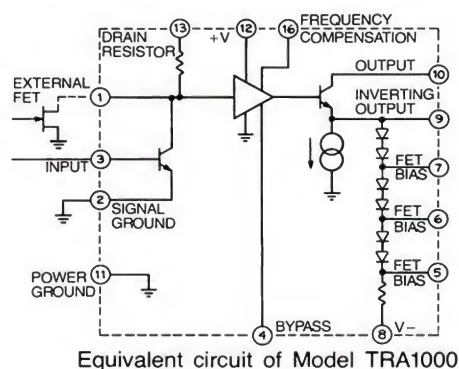 13
12
16
FREQUENCY
COMPENSATION
DRAIN
RESISTOR
+V
EXTERNAL
FET
1
OUTPUT
10
INVERTING
OUTPUT
9
3
INPUT
FET
BIAS
7
2
SIGNAL
GROUND
FET
BIAS
6
POWER
GROUND
11
FET
BIAS
5
4
BYPASS
8
V−
Equivalent circuit of Model TRA1000